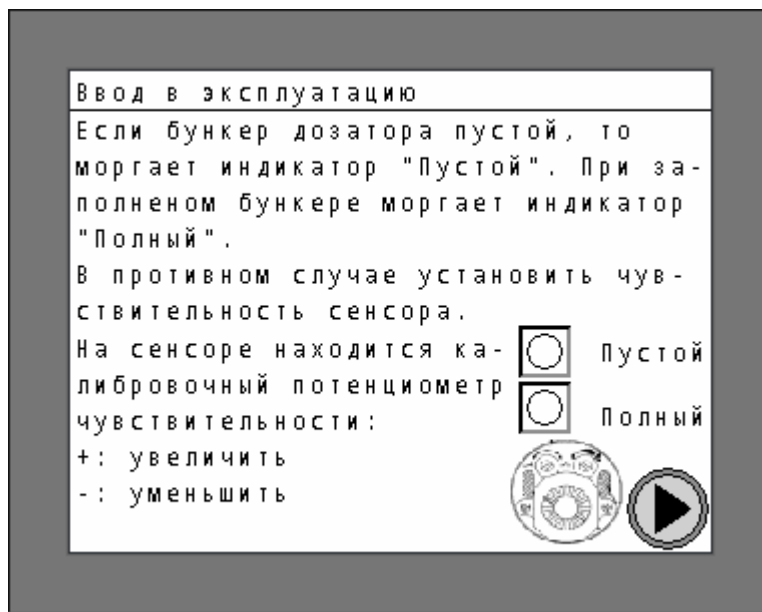 Ввод в эксплуатацию
Если бункер дозатора пустой, то
моргает индикатор "Пустой". При за-
полненом бункере моргает индикатор
"Полный".
В противном случае установить чув-
ствительность сенсора.
На сенсоре находится ка-
либровочный потенциометр
чувствительности:
+: увеличить
-: уменьшить
Пустой
Полный